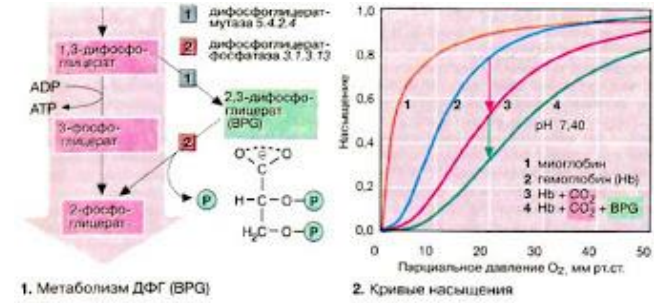 1 дифосфоглицерат-
мутаза 5.4.2.4
2 дифосфоглицерат-
фосфатаза 3.1.3.13
1,3-дифосфо-
глицерат
1
ADP
ATP
2,3-дифосфо-
глицерат
(BPG)
3-фосфо-
глицерат
2
P
2-фосфо-
глицерат
O O
C
H–C–O–P
H₂C–O–P
1. Метаболизм ДФГ (BPG)
Насыщение
1,0
0,8
0,6
0,4
0,2
0,0
1 2 3 4
pH 7,40
1 миоглобин
2 гемоглобин (Hb)
3 Hb + CO₂
4 Hb + CO₂ + BPG
0 10 20 30 40 50
Парциальное давление O₂, мм рт.ст.
2. Кривые насыщения